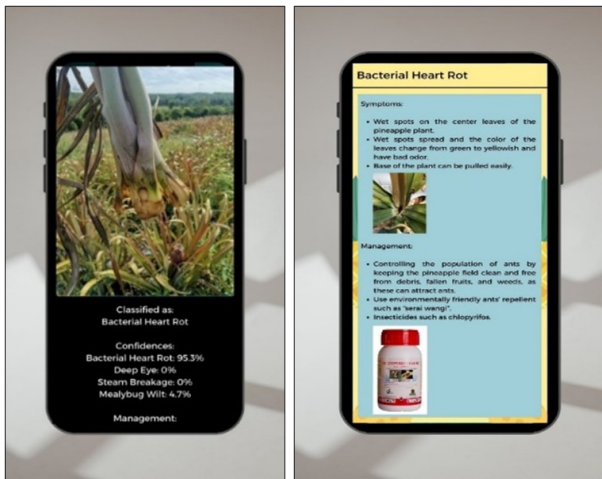 Classified as:
Bacterial Heart Rot
Confidences:
Bacterial Heart Rot: 95.3%
Deep Eye: 0%
Steam Breakage: 0%
Mealybug Wilt: 4.7%
Management:
Bacterial Heart Rot
Symptoms:
• Wet spots on the center leaves of the
pineapple plant.
• Wet spots spread and the color of the
leaves change from green to yellowish and
have bad odor.
• Base of the plant can be pulled easily.
Management:
• Controlling the population of ants by
keeping the pineapple field clean and free
from debris, fallen fruits, and weeds, as
these can attract ants.
• Use environmentally friendly ants' repellent
such as "serai wangi".
• Insecticides such as chlopyrifos.